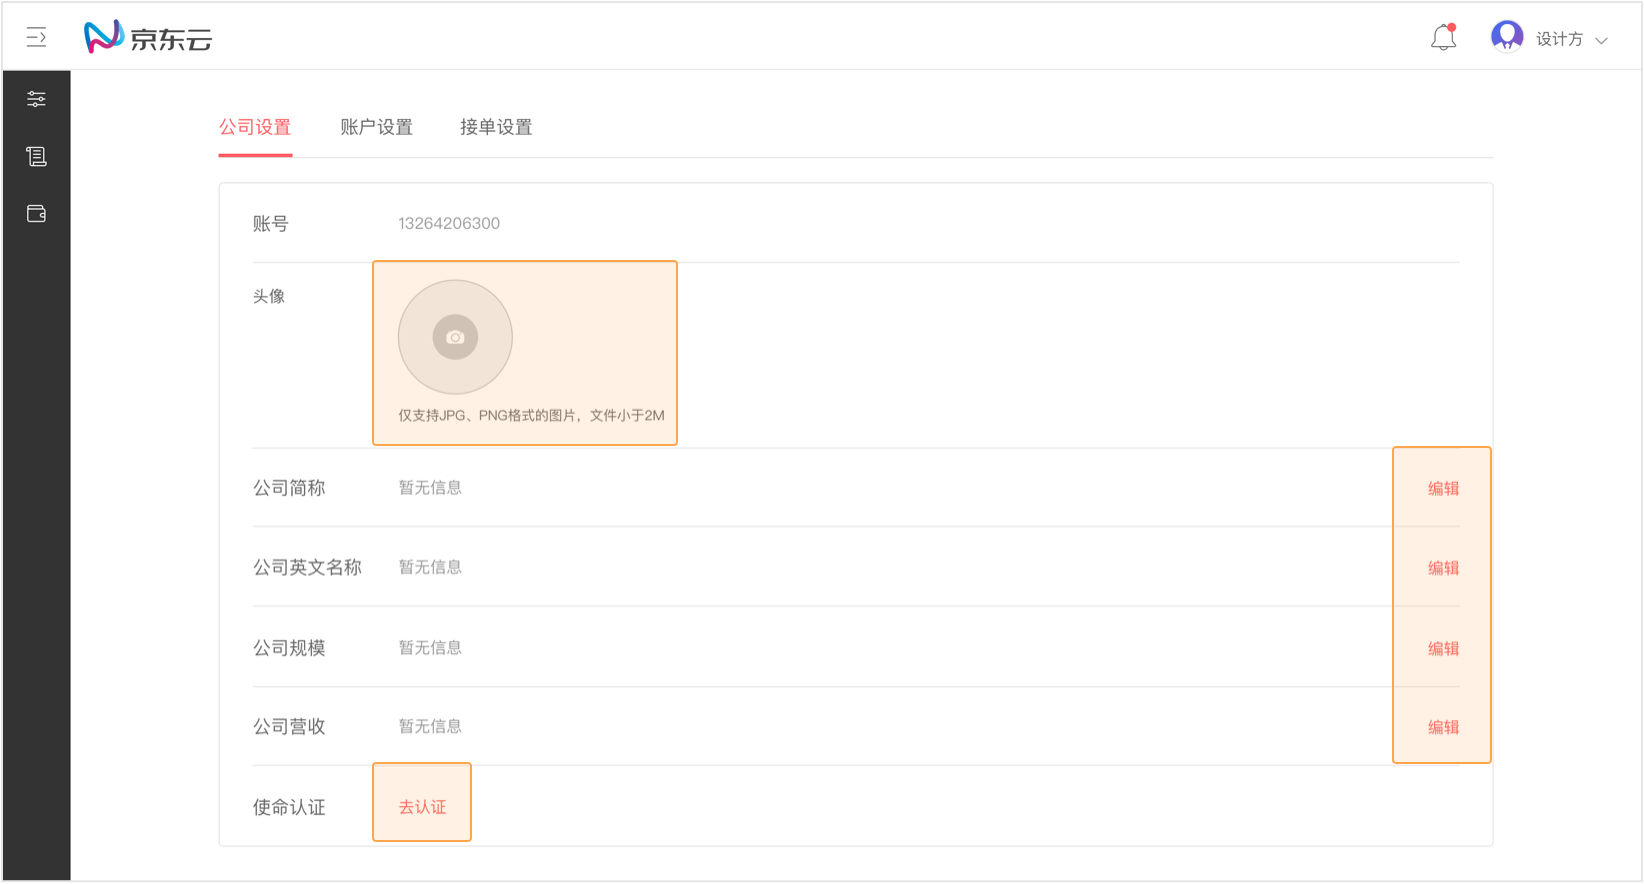 京东云
设计方
公司设置 账户设置 接单设置
账号 13264206300
头像
仅支持JPG、PNG格式的图片，文件小于2M
公司简称 暂无信息 编辑
公司英文名称 暂无信息 编辑
公司规模 暂无信息 编辑
公司营收 暂无信息 编辑
使命认证 去认证